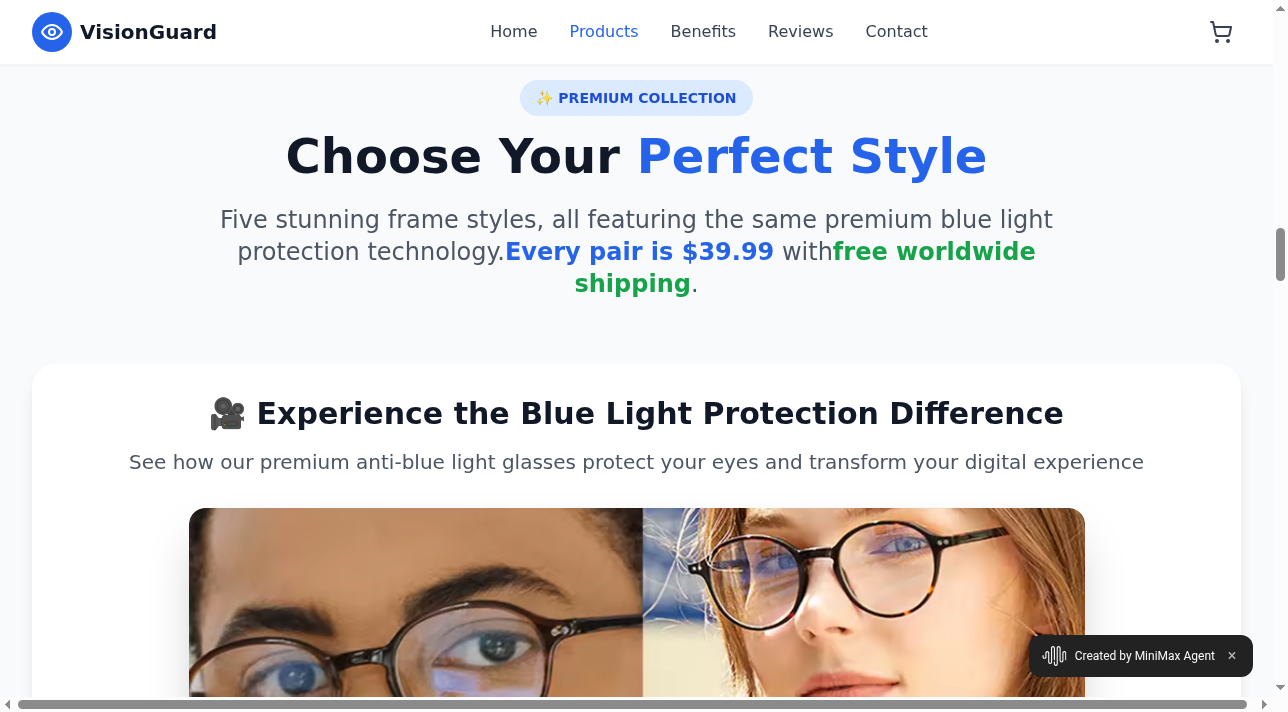 VisionGuard
Home
Products
Benefits
Reviews
Contact
✨ PREMIUM COLLECTION
Choose Your Perfect Style
Five stunning frame styles, all featuring the same premium blue light
protection technology.Every pair is $39.99 withfree worldwide
shipping.
🎥 Experience the Blue Light Protection Difference
See how our premium anti-blue light glasses protect your eyes and transform your digital experience
Created by MiniMax Agent ×